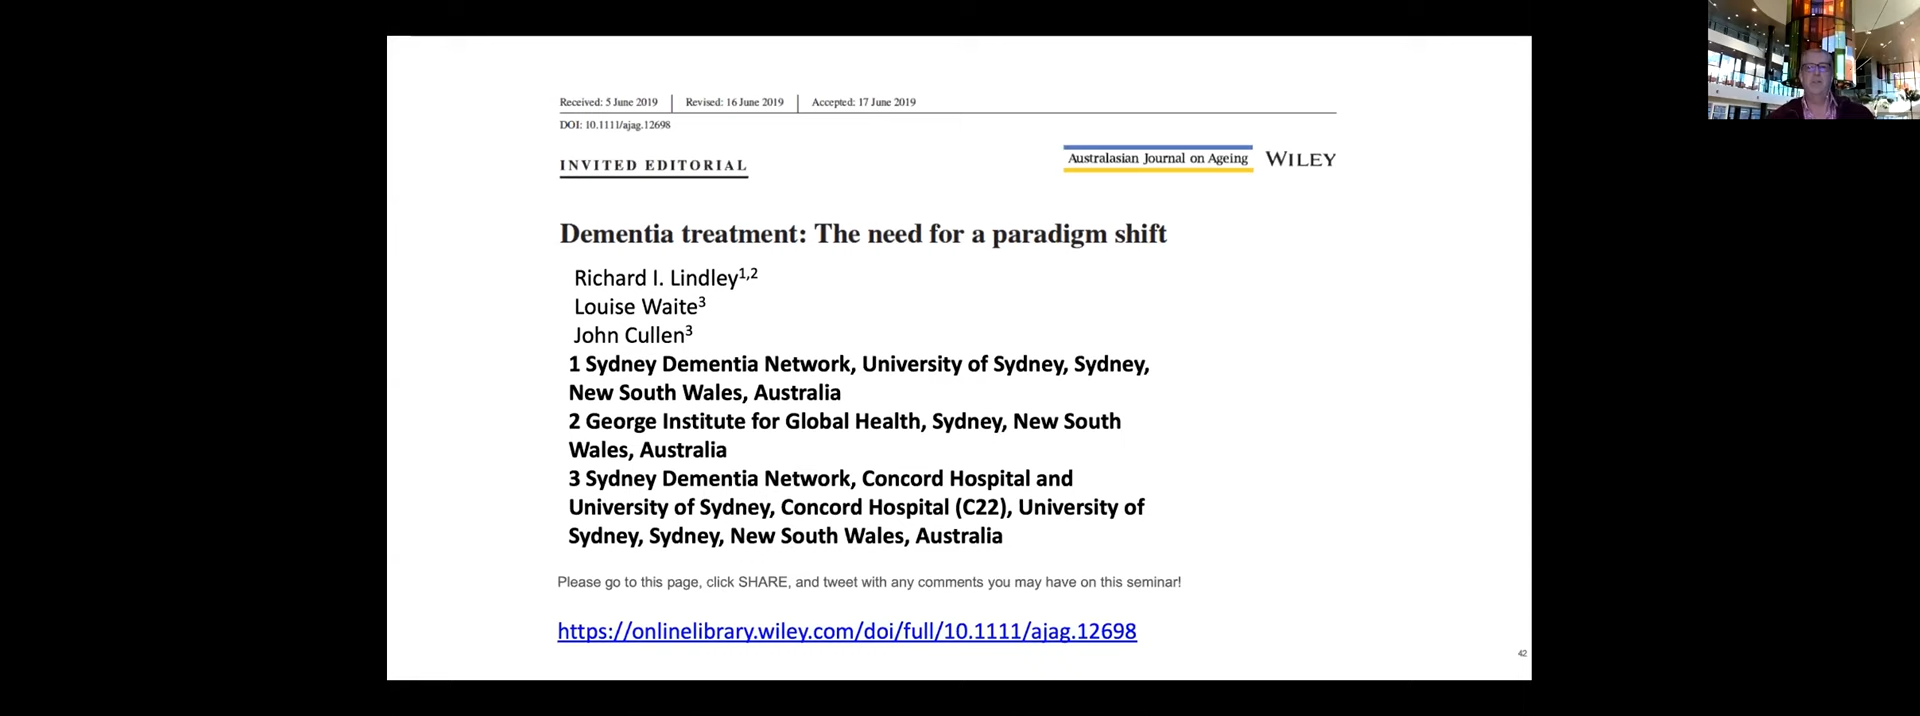 Received: 5 June 2019 | Revised: 16 June 2019 | Accepted: 17 June 2019
DOI: 10.1111/ajag.12698
INVITED EDITORIAL
Australasian Journal on Ageing WILEY
Dementia treatment: The need for a paradigm shift
Richard I. Lindley1,2
Louise Waite3
John Cullen3
1 Sydney Dementia Network, University of Sydney, Sydney,
New South Wales, Australia
2 George Institute for Global Health, Sydney, New South
Wales, Australia
3 Sydney Dementia Network, Concord Hospital and
University of Sydney, Concord Hospital (C22), University of
Sydney, Sydney, New South Wales, Australia
Please go to this page, click SHARE, and tweet with any comments you may have on this seminar!
https://onlinelibrary.wiley.com/doi/full/10.1111/ajag.12698
42